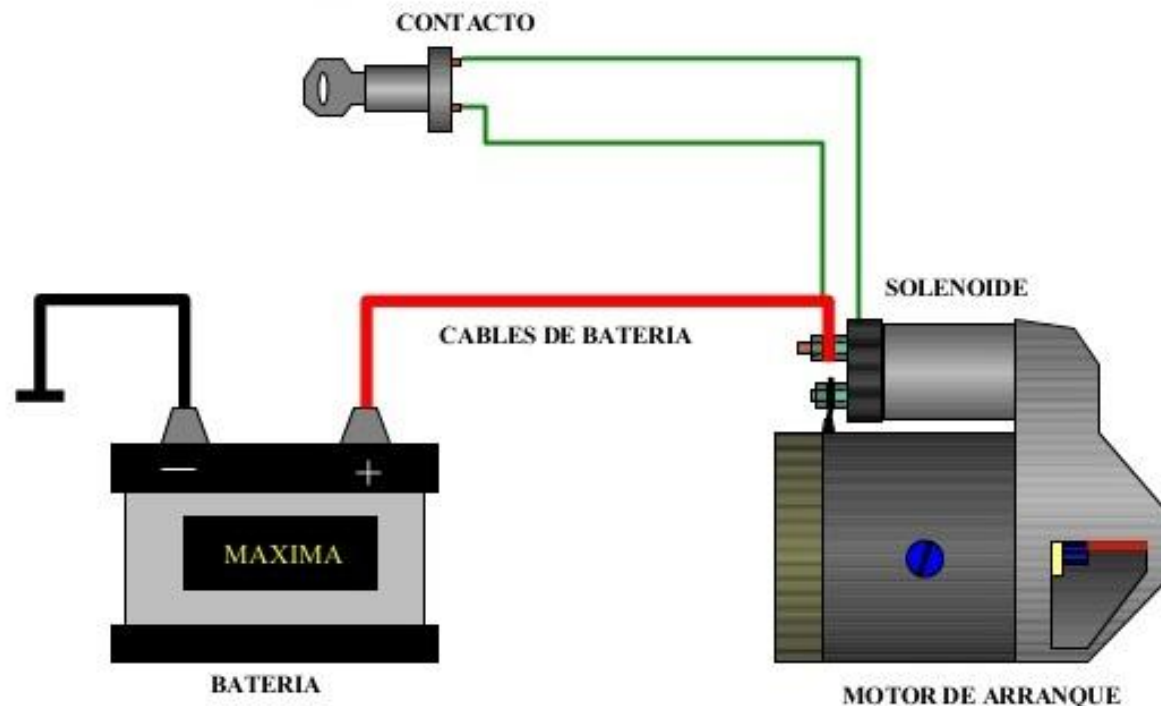 CONTACTO
SOLENOIDE
CABLES DE BATERIA
MAXIMA
BATERIA
MOTOR DE ARRANQUE